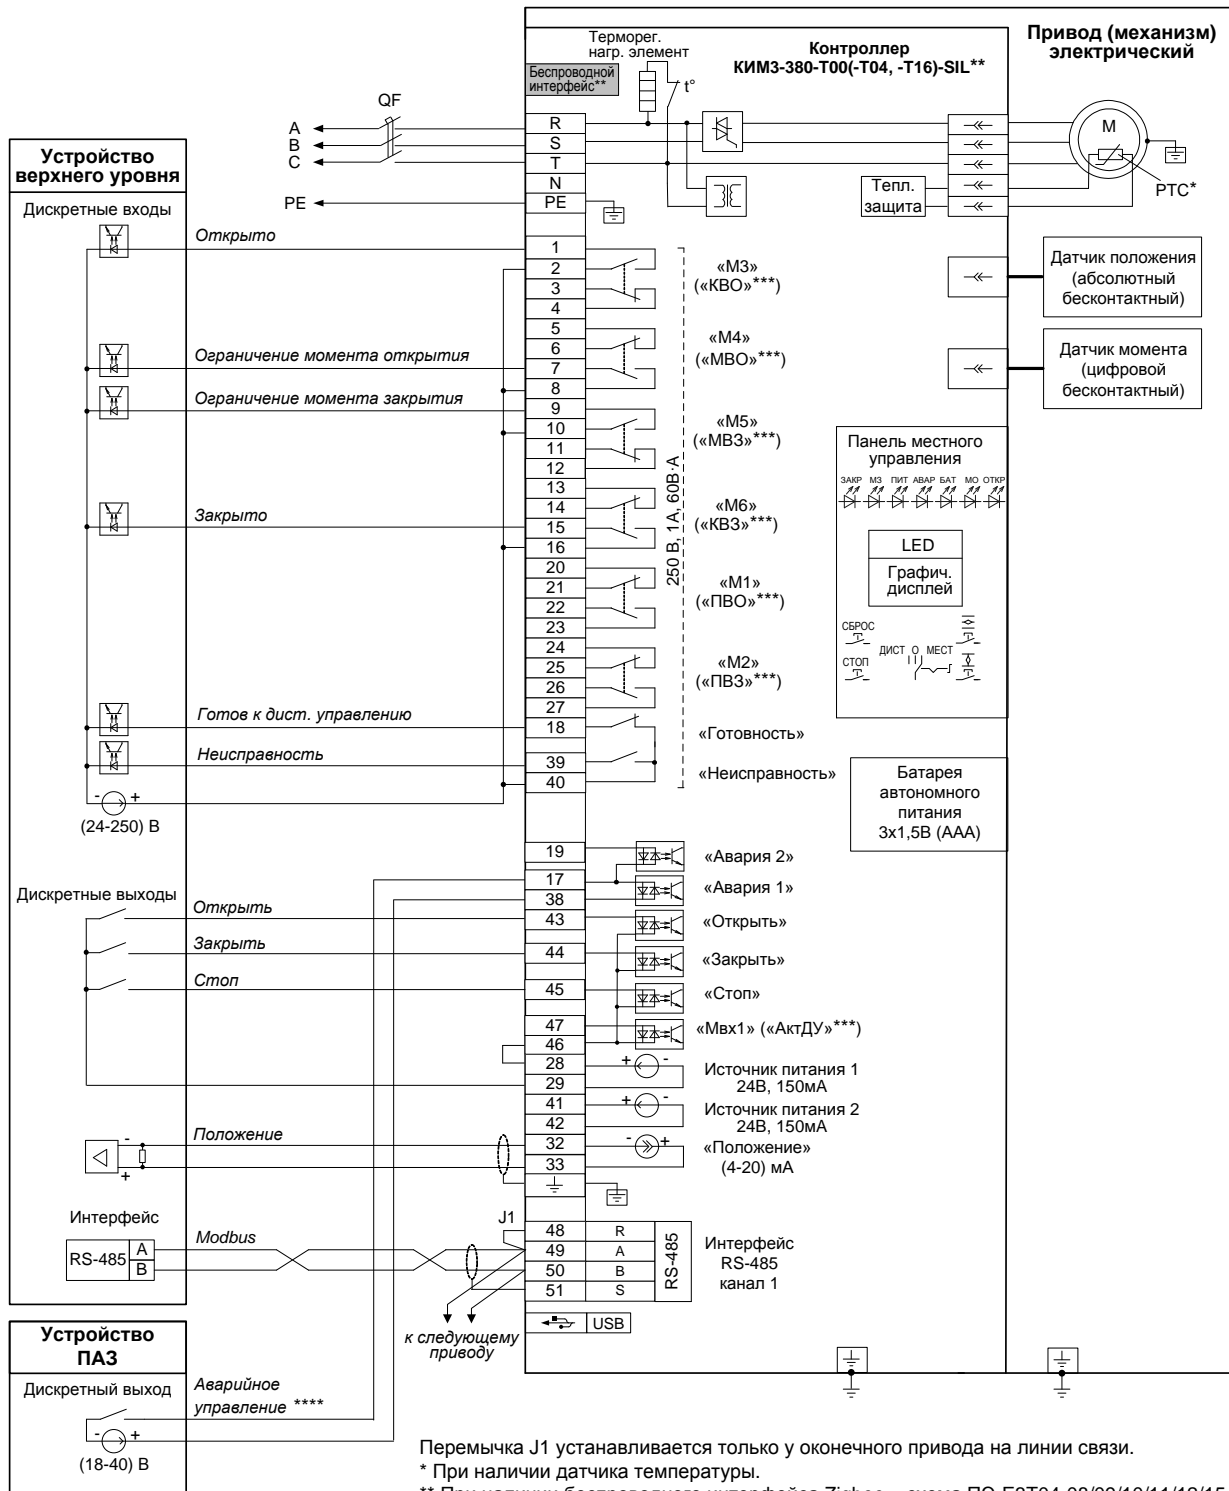 Привод (механизм)
электрический
Терморег.
нагр. элемент
Контроллер
КИМ3-380-Т00(-Т04, -Т16)-SIL**
Беспроводной
интерфейс**
t°
QF
A
B
C
PE
R
S
T
N
PE
Тепл.
защита
M
PTC*
Устройство
верхнего уровня
Дискретные входы
Открыто
1
2
3
4
«М3»
(«КВО»***)
Датчик положения
(абсолютный
бесконтактный)
Ограничение момента открытия
5
6
7
8
«М4»
(«МВО»***)
Датчик момента
(цифровой
бесконтактный)
Ограничение момента закрытия
9
10
11
12
«М5»
(«МВЗ»***)
Закрыто
13
14
15
16
«М6»
(«КВЗ»***)
20
21
22
23
«М1»
(«ПВО»***)
24
25
26
27
«М2»
(«ПВЗ»***)
250 В, 1А, 60В·А
Панель местного
управления
ЗАКР МЗ ПИТ АВАР БАТ МО ОТКР
LED
Графич.
дисплей
СБРОС
СТОП
ДИСТ О МЕСТ
Готов к дист. управлению
18
«Готовность»
Неисправность
39
40
«Неисправность»
- +
(24-250) В
Батарея
автономного
питания
3х1,5В (ААА)
19
«Авария 2»
17
38
«Авария 1»
Дискретные выходы
Открыть
43
«Открыть»
Закрыть
44
«Закрыть»
Стоп
45
«Стоп»
47
46
«Мвх1» («АктДУ»***)
28
29
+ -
Источник питания 1
24В, 150мА
41
42
+ -
Источник питания 2
24В, 150мА
Положение
-
+
32
33
- +
«Положение»
(4-20) мА
Интерфейс
RS-485
A
B
Modbus
J1
48 R
49 A
50 B
51 S
RS-485
Интерфейс
RS-485
канал 1
USB
к следующему
приводу
Устройство
ПАЗ
Дискретный выход
Аварийное
управление ****
- +
(18-40) В
Перемычка J1 устанавливается только у оконечного привода на линии связи.
* При наличии датчика температуры.